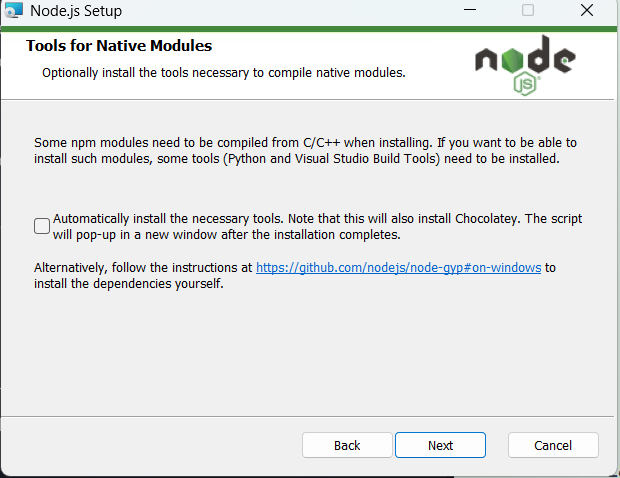 Node.js Setup
Tools for Native Modules
Optionally install the tools necessary to compile native modules.
node
JS
Some npm modules need to be compiled from C/C++ when installing. If you want to be able to
install such modules, some tools (Python and Visual Studio Build Tools) need to be installed.
Automatically install the necessary tools. Note that this will also install Chocolatey. The script
will pop-up in a new window after the installation completes.
Alternatively, follow the instructions at https://github.com/nodejs/node-gyp#on-windows to
install the dependencies yourself.
Back Next Cancel